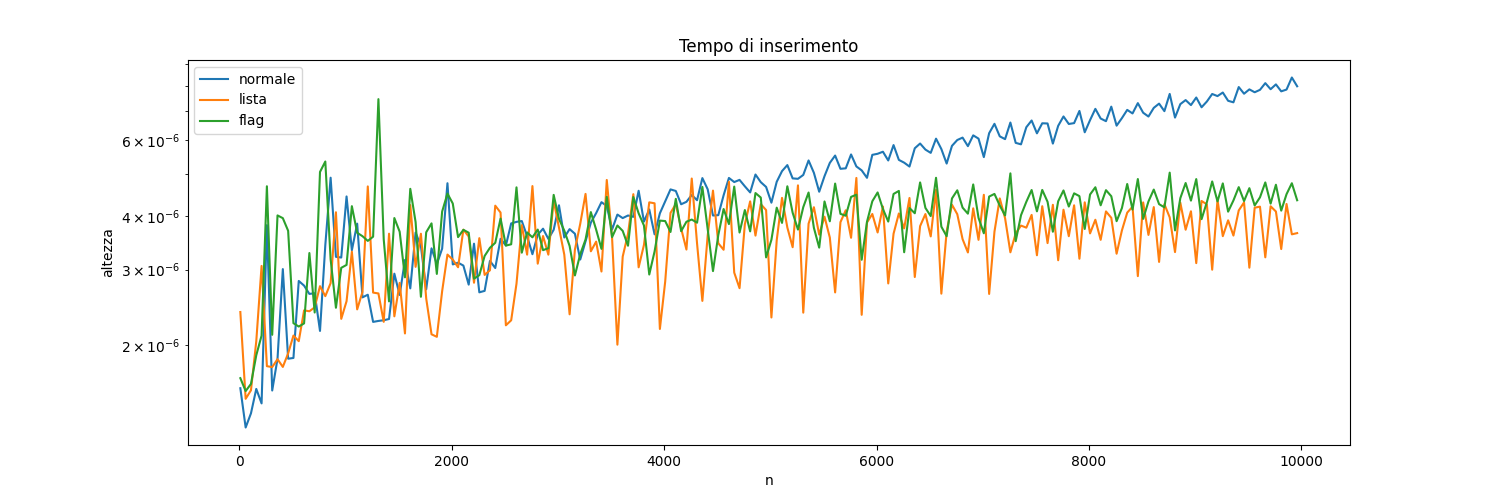 Tempo di inserimento
normale
lista
flag
6 × 10⁻⁶
4 × 10⁻⁶
3 × 10⁻⁶
2 × 10⁻⁶
altezza
0 2000 4000 6000 8000 10000
n